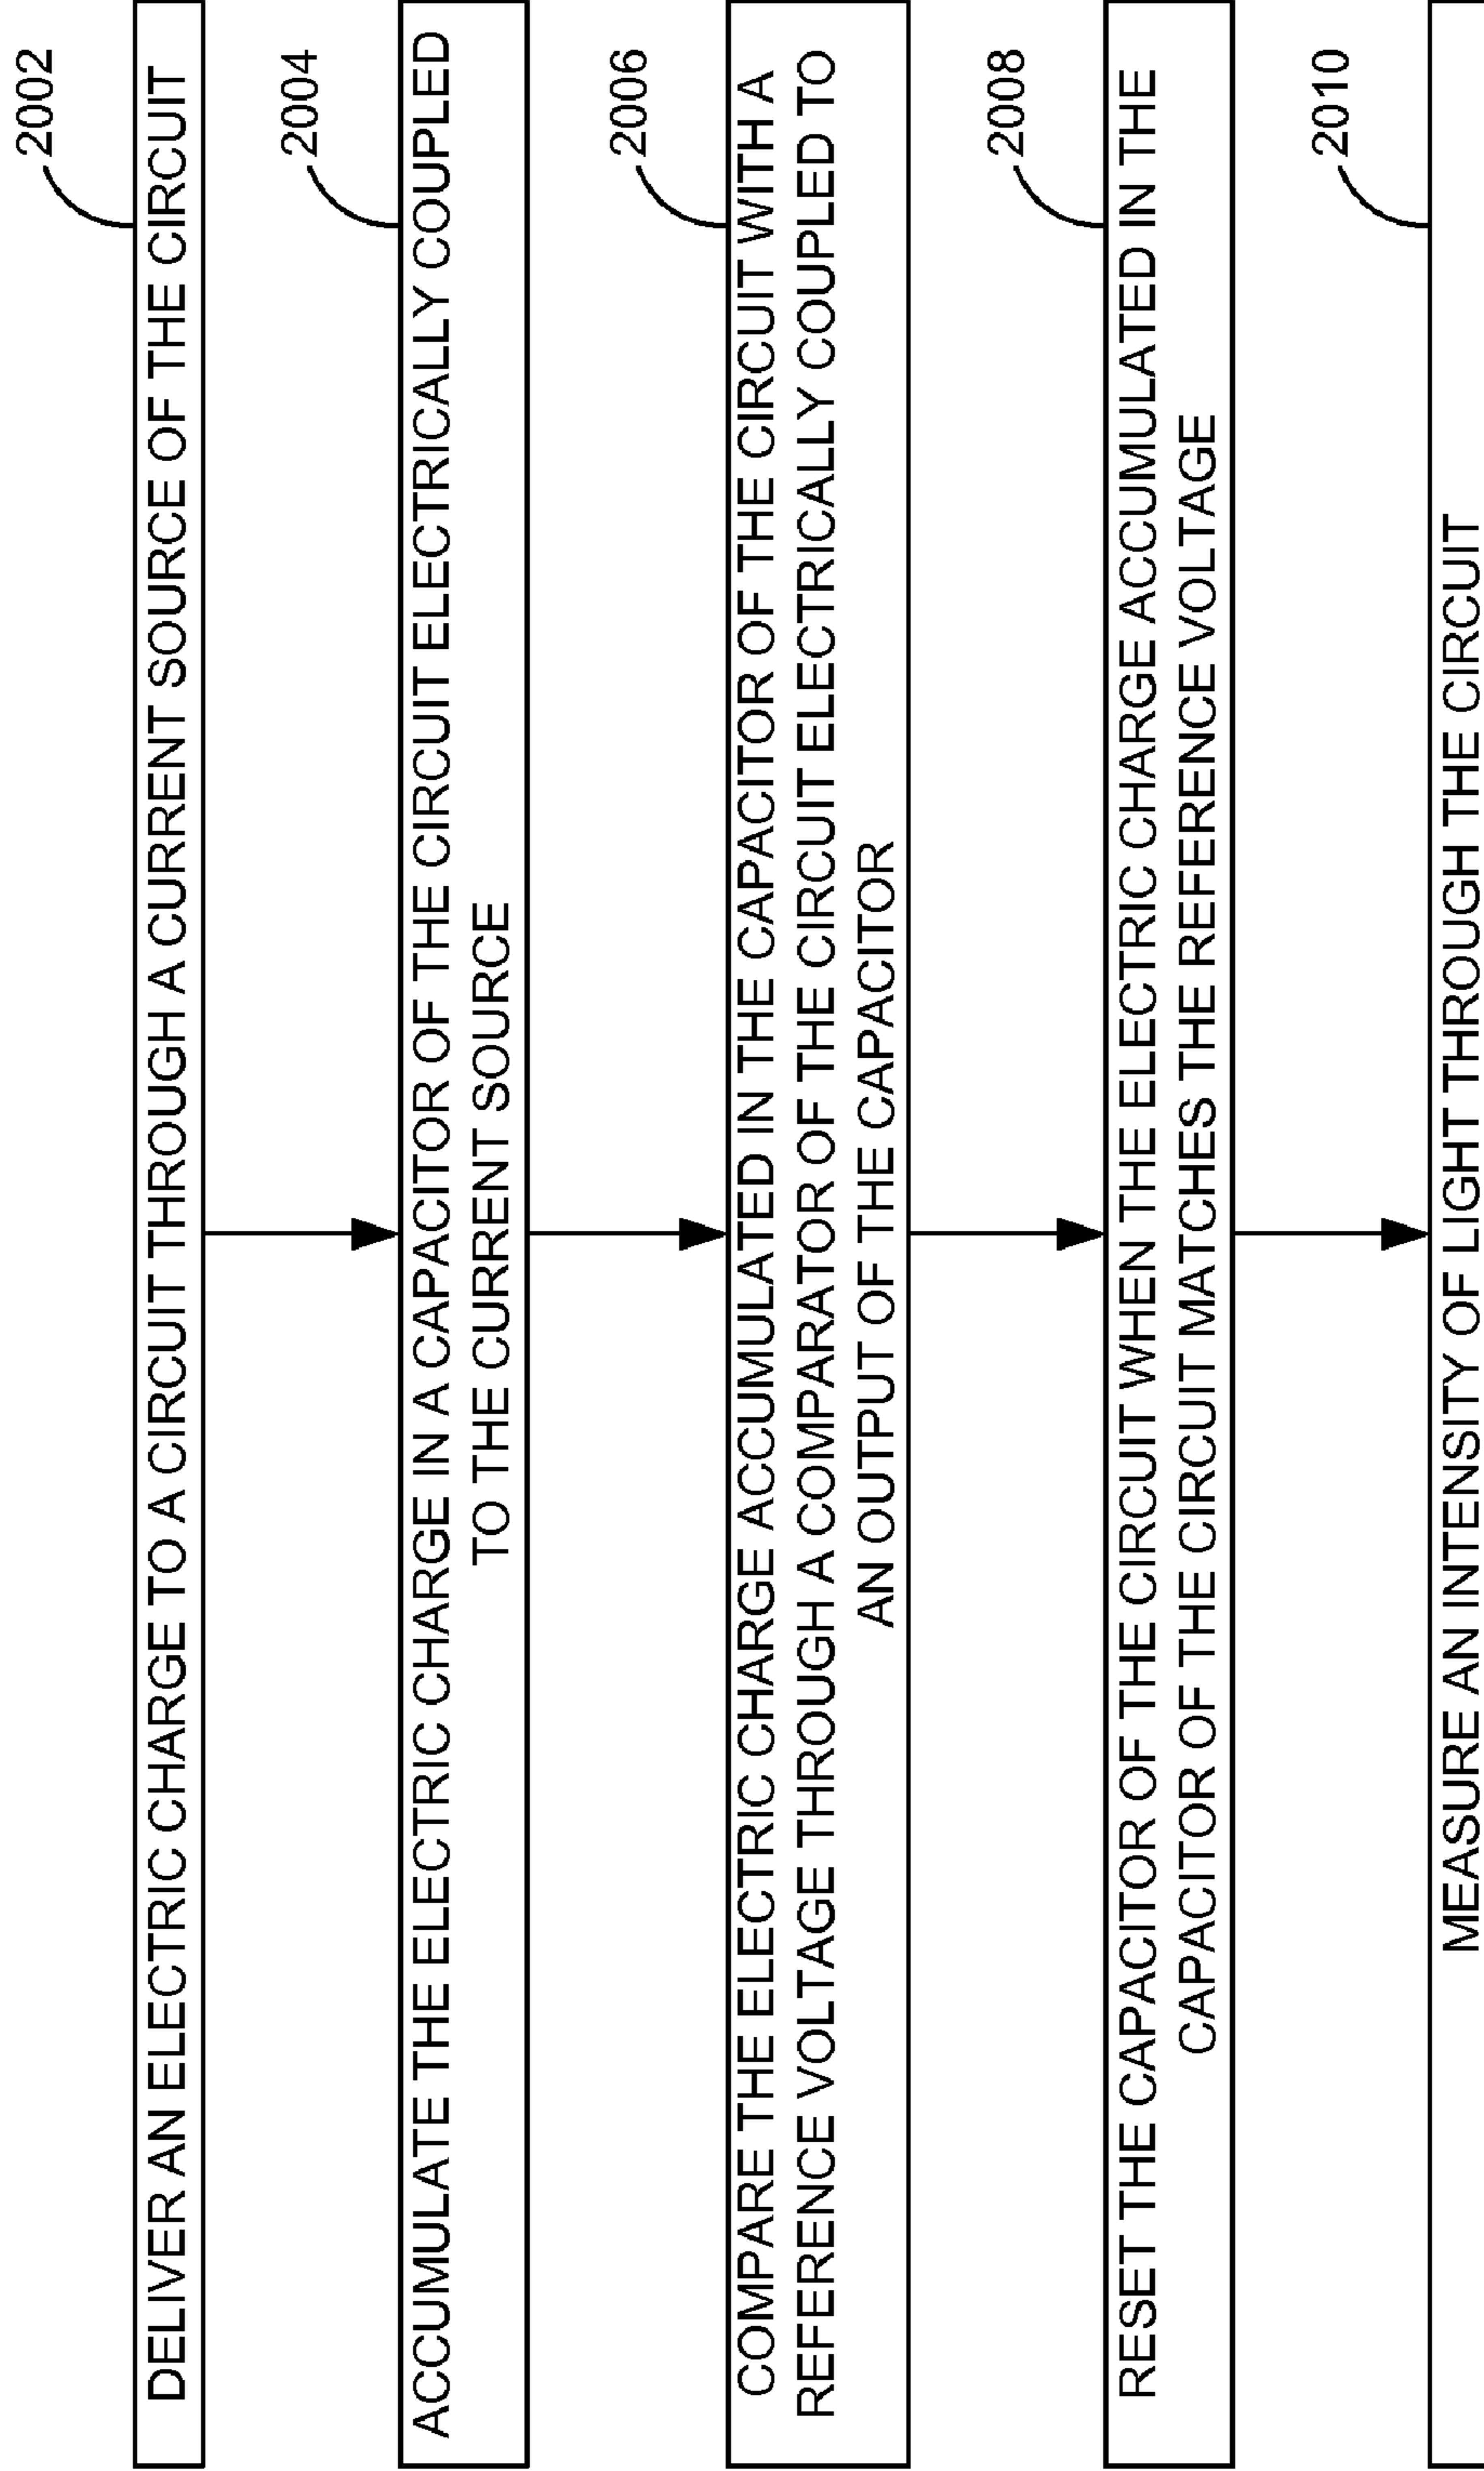 2002
DELIVER AN ELECTRIC CHARGE TO A CIRCUIT THROUGH A CURRENT SOURCE OF THE CIRCUIT
2004
ACCUMULATE THE ELECTRIC CHARGE IN A CAPACITOR OF THE CIRCUIT ELECTRICALLY COUPLED
TO THE CURRENT SOURCE
2006
COMPARE THE ELECTRIC CHARGE ACCUMULATED IN THE CAPACITOR OF THE CIRCUIT WITH A
REFERENCE VOLTAGE THROUGH A COMPARATOR OF THE CIRCUIT ELECTRICALLY COUPLED TO
AN OUTPUT OF THE CAPACITOR
2008
RESET THE CAPACITOR OF THE CIRCUIT WHEN THE ELECTRIC CHARGE ACCUMULATED IN THE
CAPACITOR OF THE CIRCUIT MATCHES THE REFERENCE VOLTAGE
2010
MEASURE AN INTENSITY OF LIGHT THROUGH THE CIRCUIT